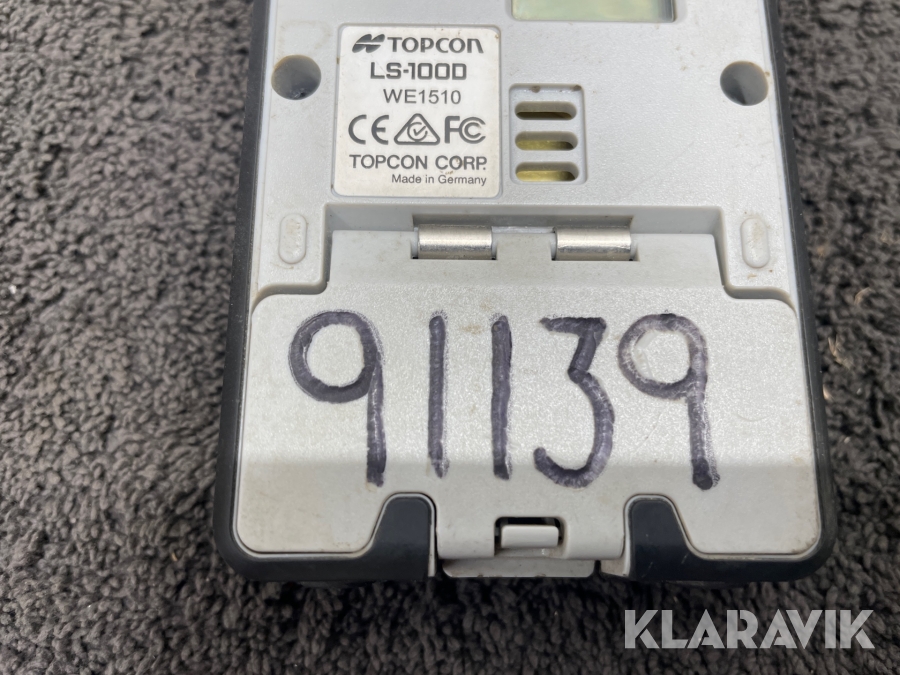 TOPCON
LS-100D
WE1510
CE FC
TOPCON CORP.
Made in Germany
91139
KLARAVIK